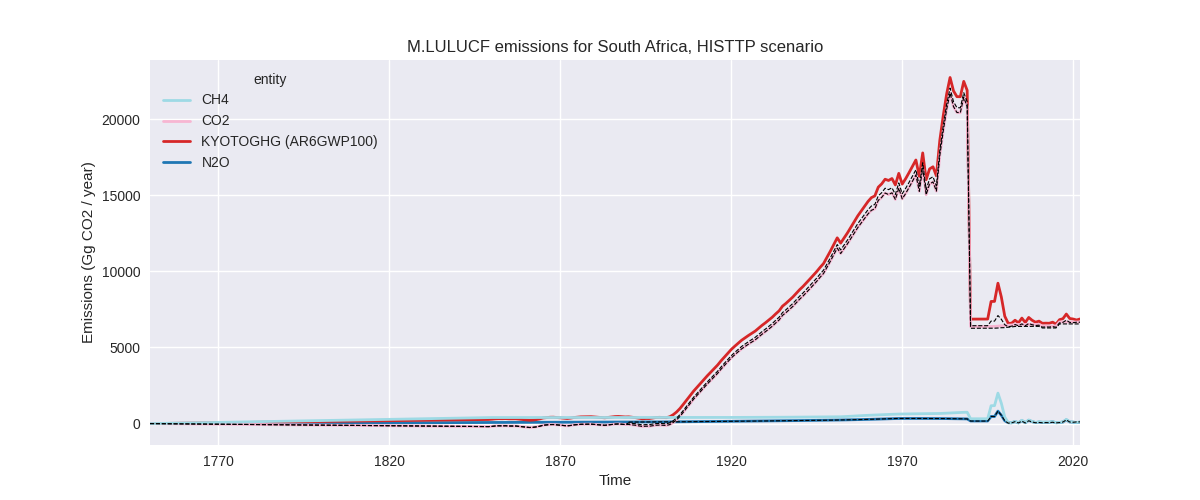 M.LULUCF emissions for South Africa, HISTTP scenario
entity
CH4
CO2
KYOTOGHG (AR6GWP100)
N2O
Emissions (Gg CO2 / year)
20000
15000
10000
5000
0
1770 1820 1870 1920 1970 2020
Time